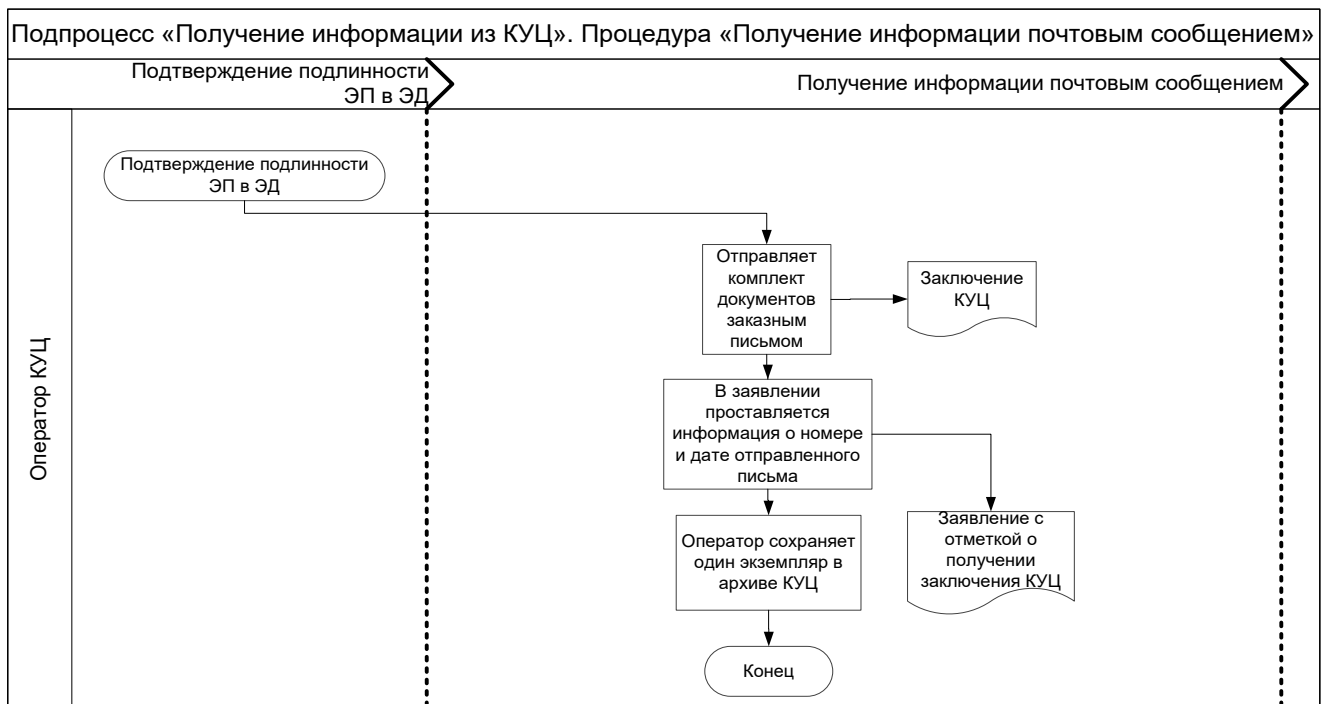 Подпроцесс «Получение информации из КУЦ». Процедура «Получение информации почтовым сообщением»
Подтверждение подлинности
ЭП в ЭД
Получение информации почтовым сообщением
Оператор КУЦ
Подтверждение подлинности
ЭП в ЭД
Отправляет
комплект
документов
заказным
письмом
Заключение
КУЦ
В заявлении
проставляется
информация о номере
и дате отправленного
письма
Оператор сохраняет
один экземпляр в
архиве КУЦ
Заявление с
отметкой о
получении
заключения КУЦ
Конец